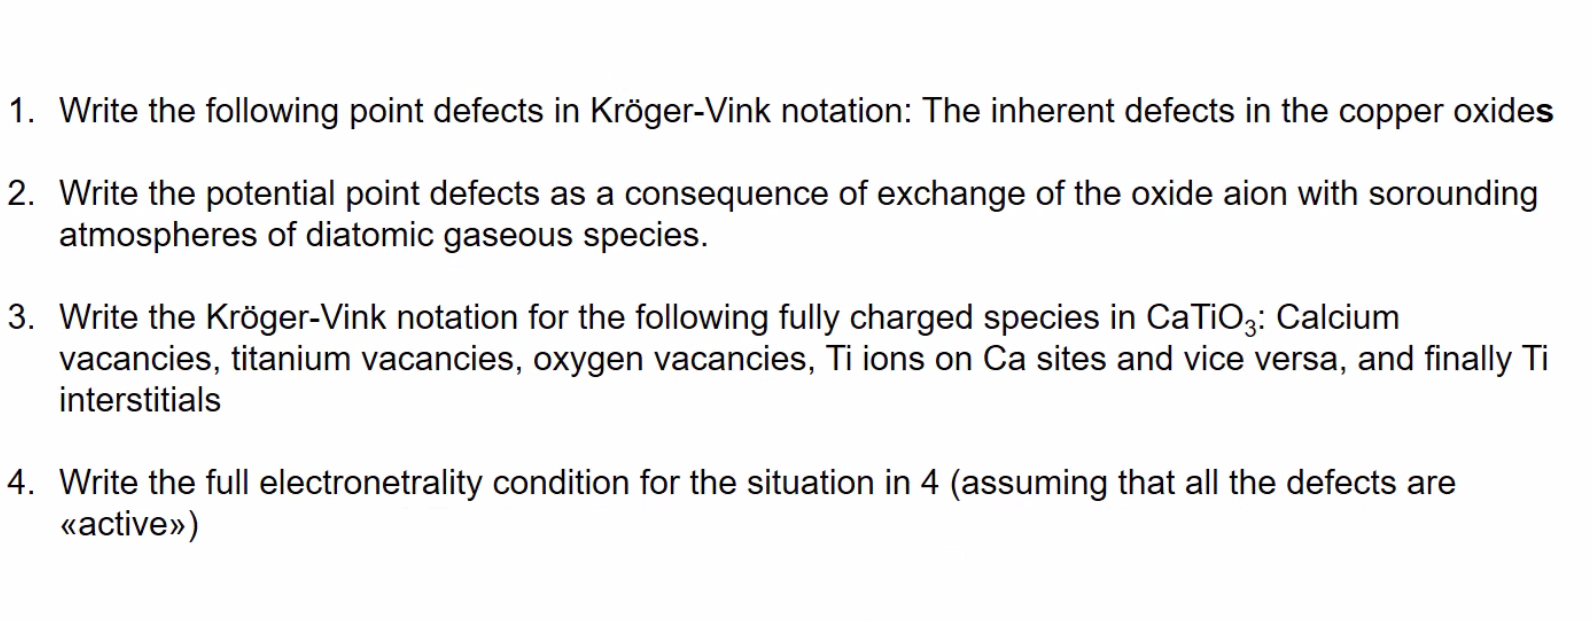 1. Write the following point defects in Kröger-Vink notation: The inherent defects in the copper oxides
2. Write the potential point defects as a consequence of exchange of the oxide aion with sorounding
atmospheres of diatomic gaseous species.
3. Write the Kröger-Vink notation for the following fully charged species in CaTiO₃: Calcium
vacancies, titanium vacancies, oxygen vacancies, Ti ions on Ca sites and vice versa, and finally Ti
interstitials
4. Write the full electronetrality condition for the situation in 4 (assuming that all the defects are
«active»)